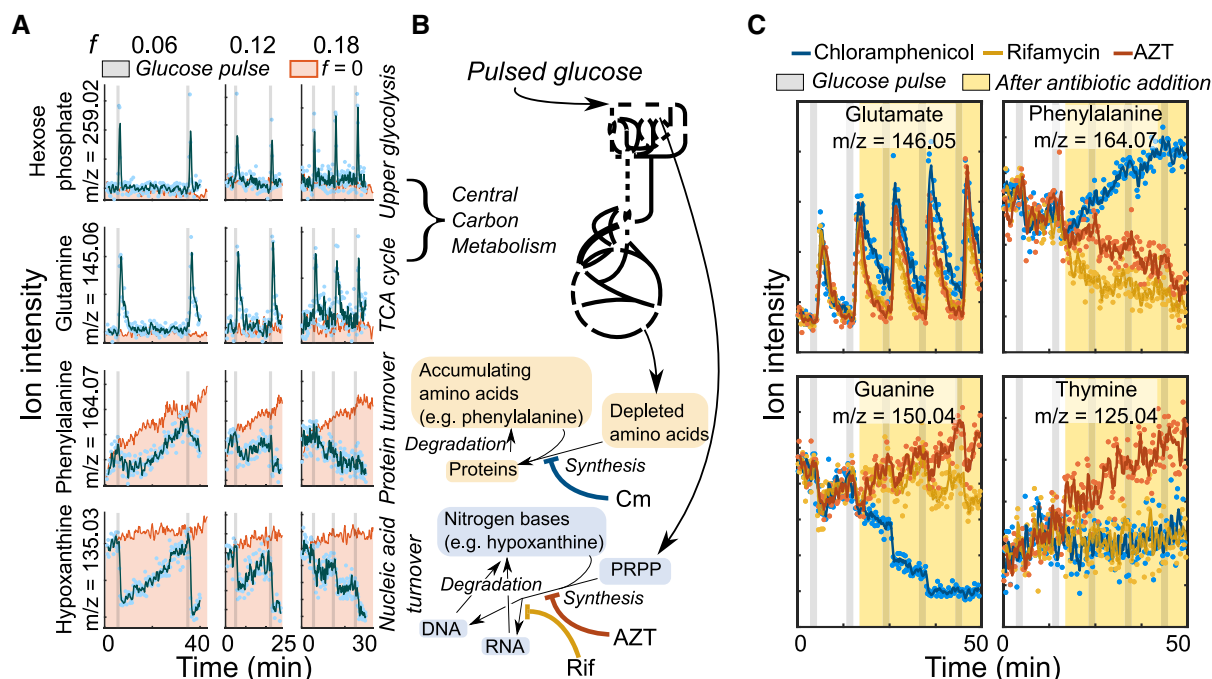 A
f 0.06 0.12 0.18
Glucose pulse f = 0
Ion intensity
Hexose
phosphate
m/z = 259.02
Upper glycolysis
Glutamine
m/z = 145.06
TCA cycle
Phenylalanine
m/z = 164.07
Protein turnover
Hypoxanthine
m/z = 135.03
Nucleic acid
turnover
0 40 0 25 0 30
Time (min)
B
Pulsed glucose
Central
Carbon
Metabolism
Accumulating
amino acids
(e.g. phenylalanine)
Depleted
amino acids
Degradation
Proteins
Synthesis
Cm
Nitrogen bases
(e.g. hypoxanthine)
PRPP
Degradation
Synthesis
DNA
RNA
AZT
Rif
C
Chloramphenicol Rifamycin AZT
Glucose pulse After antibiotic addition
Ion intensity
Glutamate
m/z = 146.05
Phenylalanine
m/z = 164.07
Guanine
m/z = 150.04
Thymine
m/z = 125.04
0 50 0 50
Time (min)